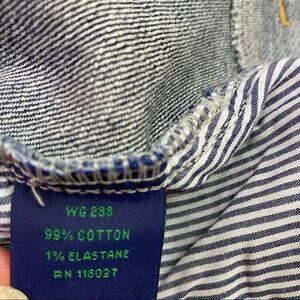 WG 233
99% COTTON
1% ELASTANE
RN 118027